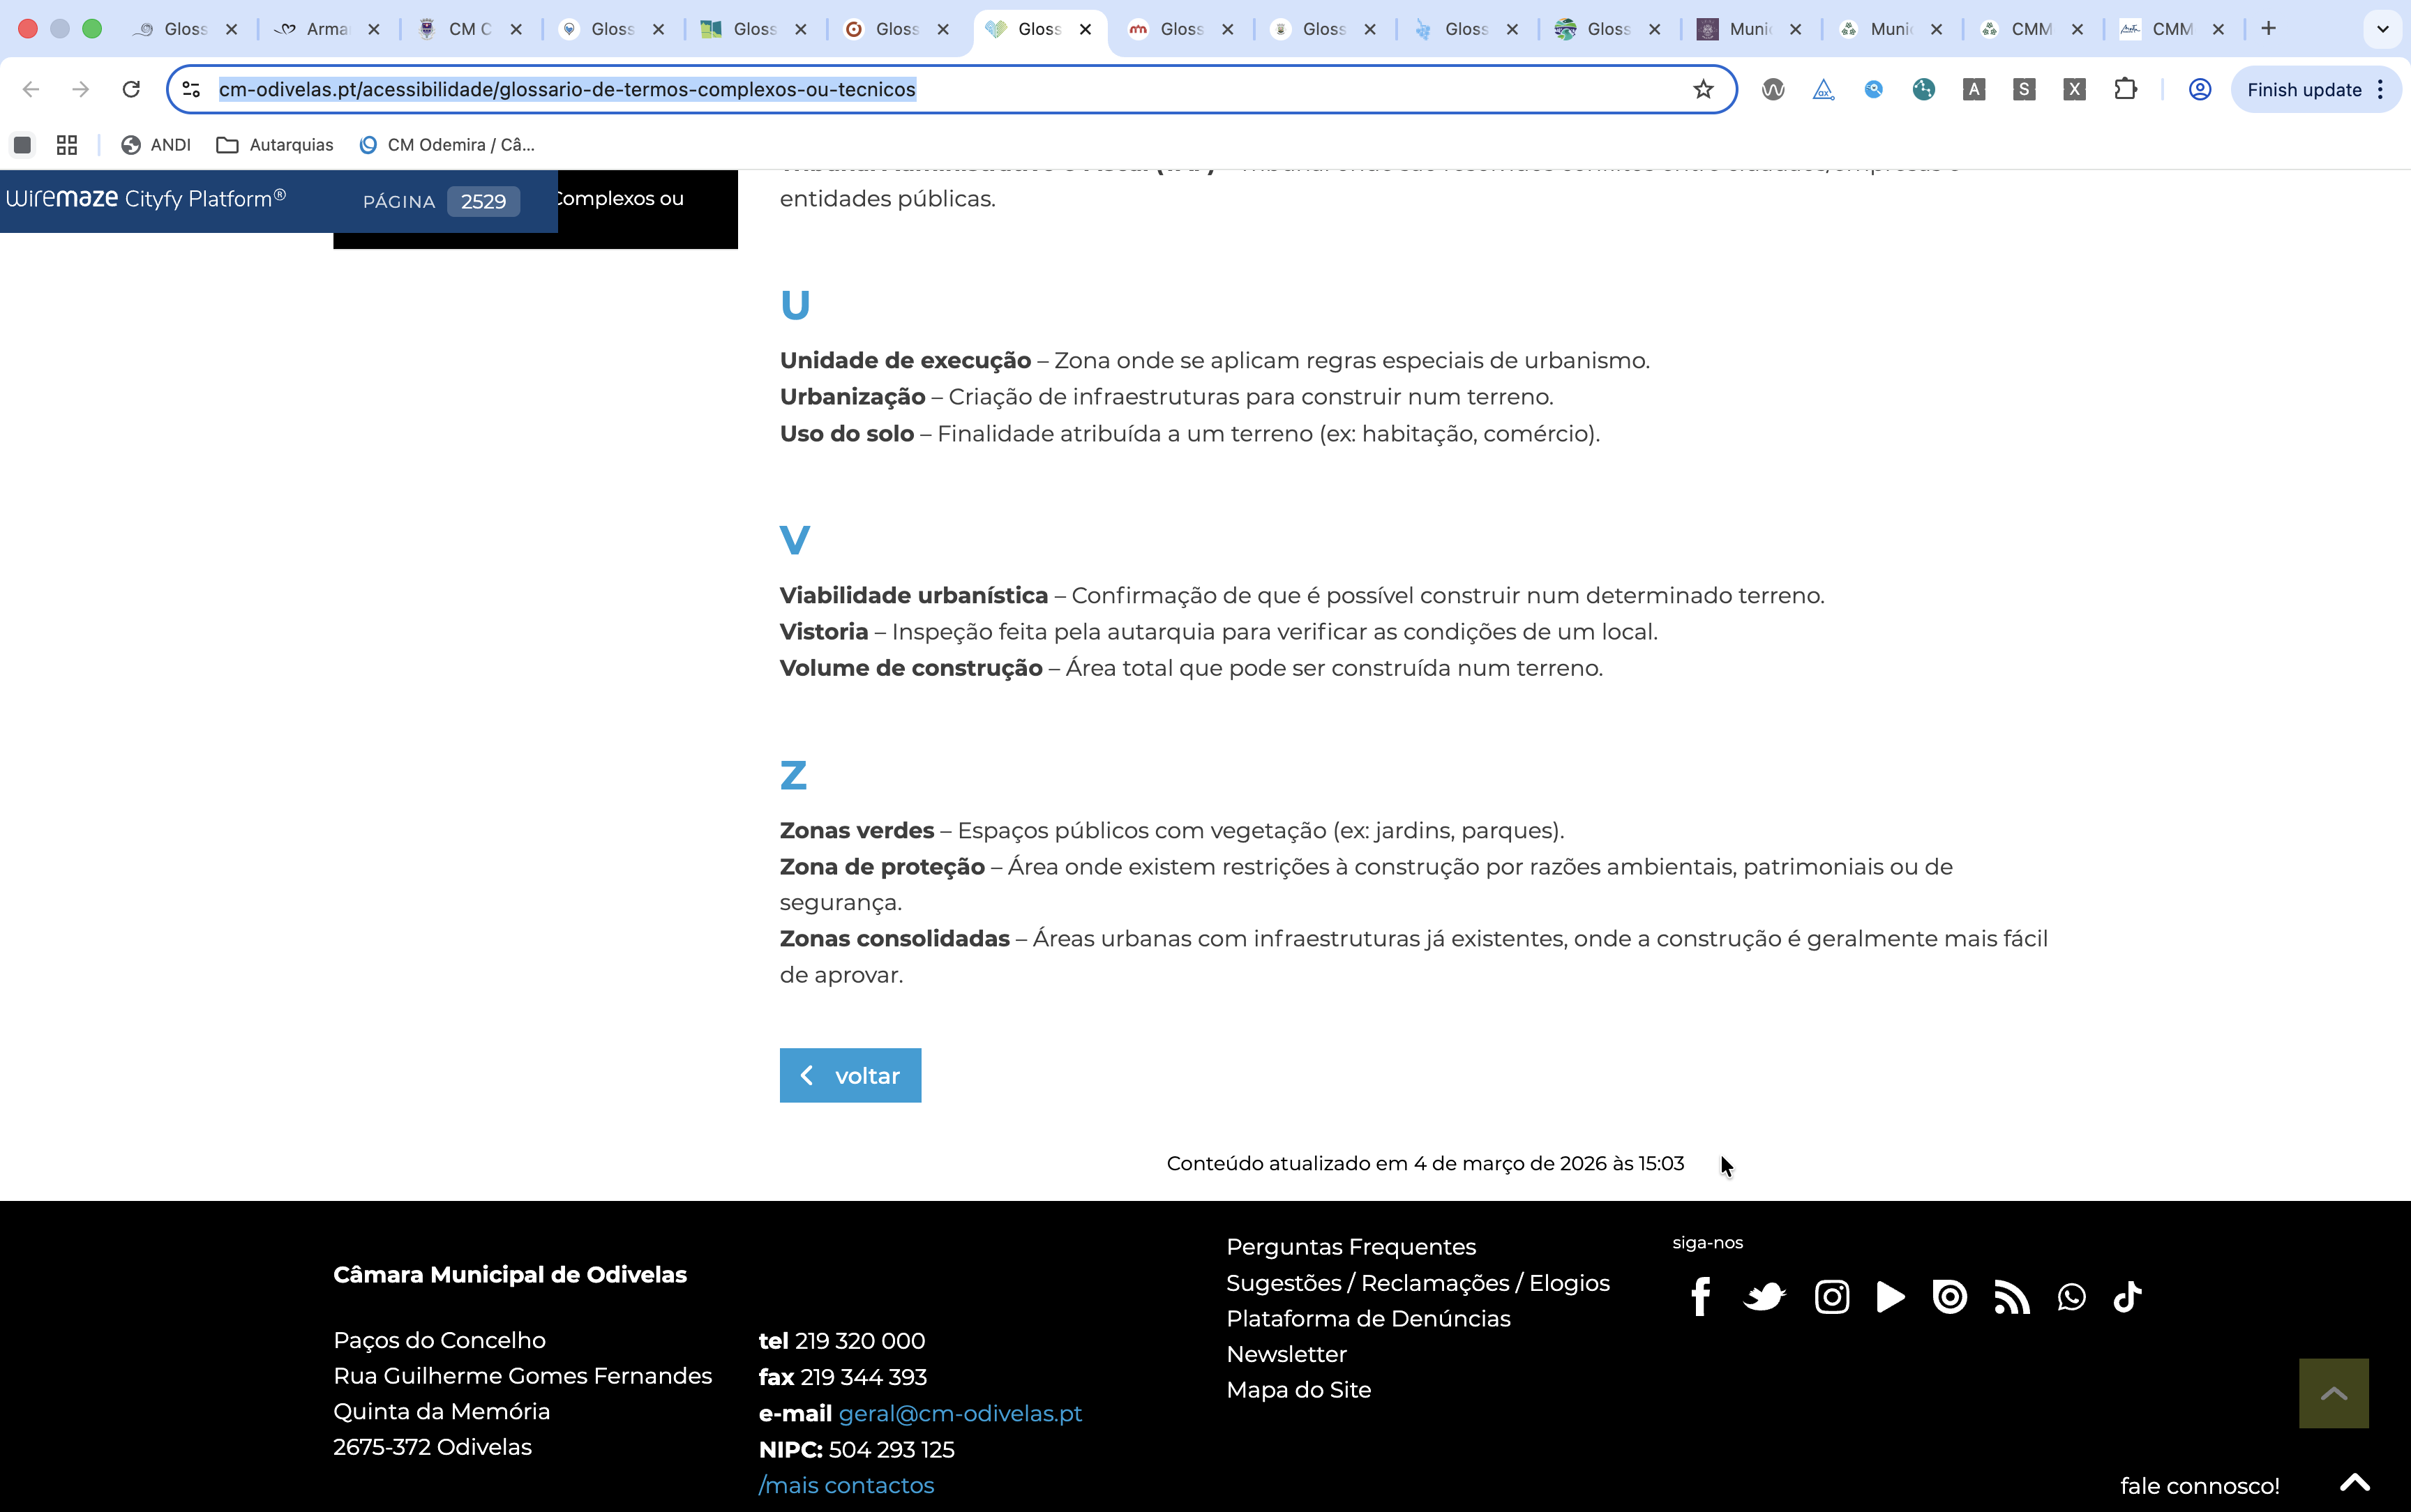 Gloss
Arma
CM C
Gloss
Gloss
Gloss
Gloss
Gloss
Gloss
Gloss
Gloss
Muni
Muni
CMM
CMM
cm-odivelas.pt/acessibilidade/glossario-de-termos-complexos-ou-tecnicos
A
S
X
Finish update
ANDI
Autarquias
CM Odemira / Câ...
wiremaze Cityfy Platform®
PÁGINA 2529
Complexos ou
entidades públicas.
U
Unidade de execução – Zona onde se aplicam regras especiais de urbanismo.
Urbanização – Criação de infraestruturas para construir num terreno.
Uso do solo – Finalidade atribuída a um terreno (ex: habitação, comércio).
V
Viabilidade urbanística – Confirmação de que é possível construir num determinado terreno.
Vistoria – Inspeção feita pela autarquia para verificar as condições de um local.
Volume de construção – Área total que pode ser construída num terreno.
Z
Zonas verdes – Espaços públicos com vegetação (ex: jardins, parques).
Zona de proteção – Área onde existem restrições à construção por razões ambientais, patrimoniais ou de
segurança.
Zonas consolidadas – Áreas urbanas com infraestruturas já existentes, onde a construção é geralmente mais fácil
de aprovar.
voltar
Conteúdo atualizado em 4 de março de 2026 às 15:03
Câmara Municipal de Odivelas
Paços do Concelho
Rua Guilherme Gomes Fernandes
Quinta da Memória
2675-372 Odivelas
tel 219 320 000
fax 219 344 393
e-mail geral@cm-odivelas.pt
NIPC: 504 293 125
/mais contactos
Perguntas Frequentes
Sugestões / Reclamações / Elogios
Plataforma de Denúncias
Newsletter
Mapa do Site
siga-nos
fale connosco!